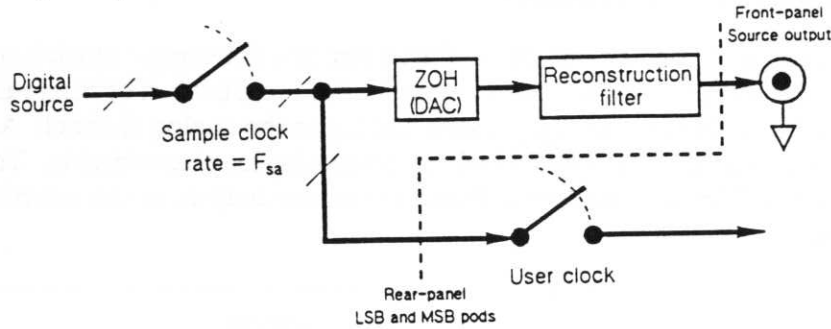 Front-panel
Source output
Digital
source
ZOH
(DAC)
Reconstruction
filter
Sample clock
rate = Fsa
User clock
Rear-panel
LSB and MSB pods